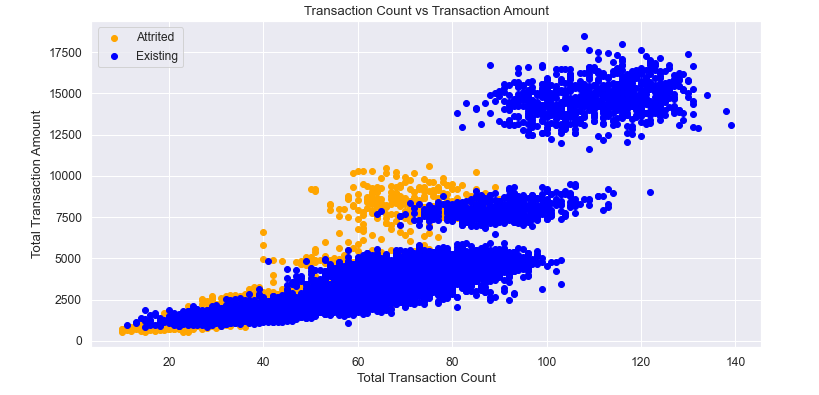 Transaction Count vs Transaction Amount
Attrited
Existing
Total Transaction Amount
17500
15000
12500
10000
7500
5000
2500
0
20 40 60 80 100 120 140
Total Transaction Count